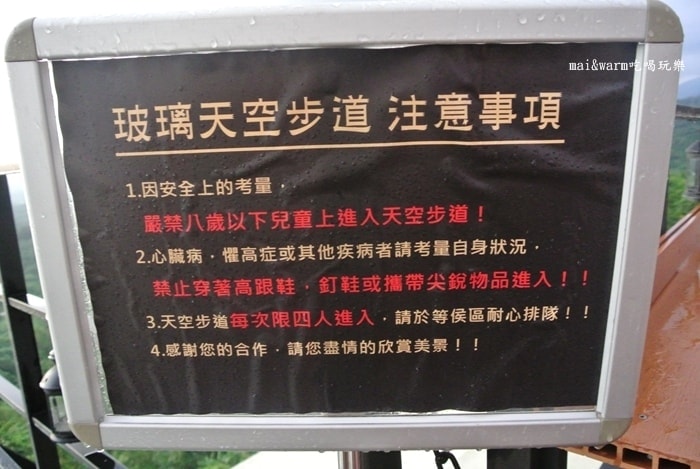 mai&warm吃喝玩樂
玻璃天空步道 注意事項
1.因安全上的考量，
嚴禁八歲以下兒童上進入天空步道！
2.心臟病，懼高症或其他疾病者請考量自身狀況，
禁止穿著高跟鞋，釘鞋或攜帶尖銳物品進入！！
3.天空步道每次限四人進入，請於等侯區耐心排隊！！
4.感謝您的合作，請您盡情的欣賞美景！！